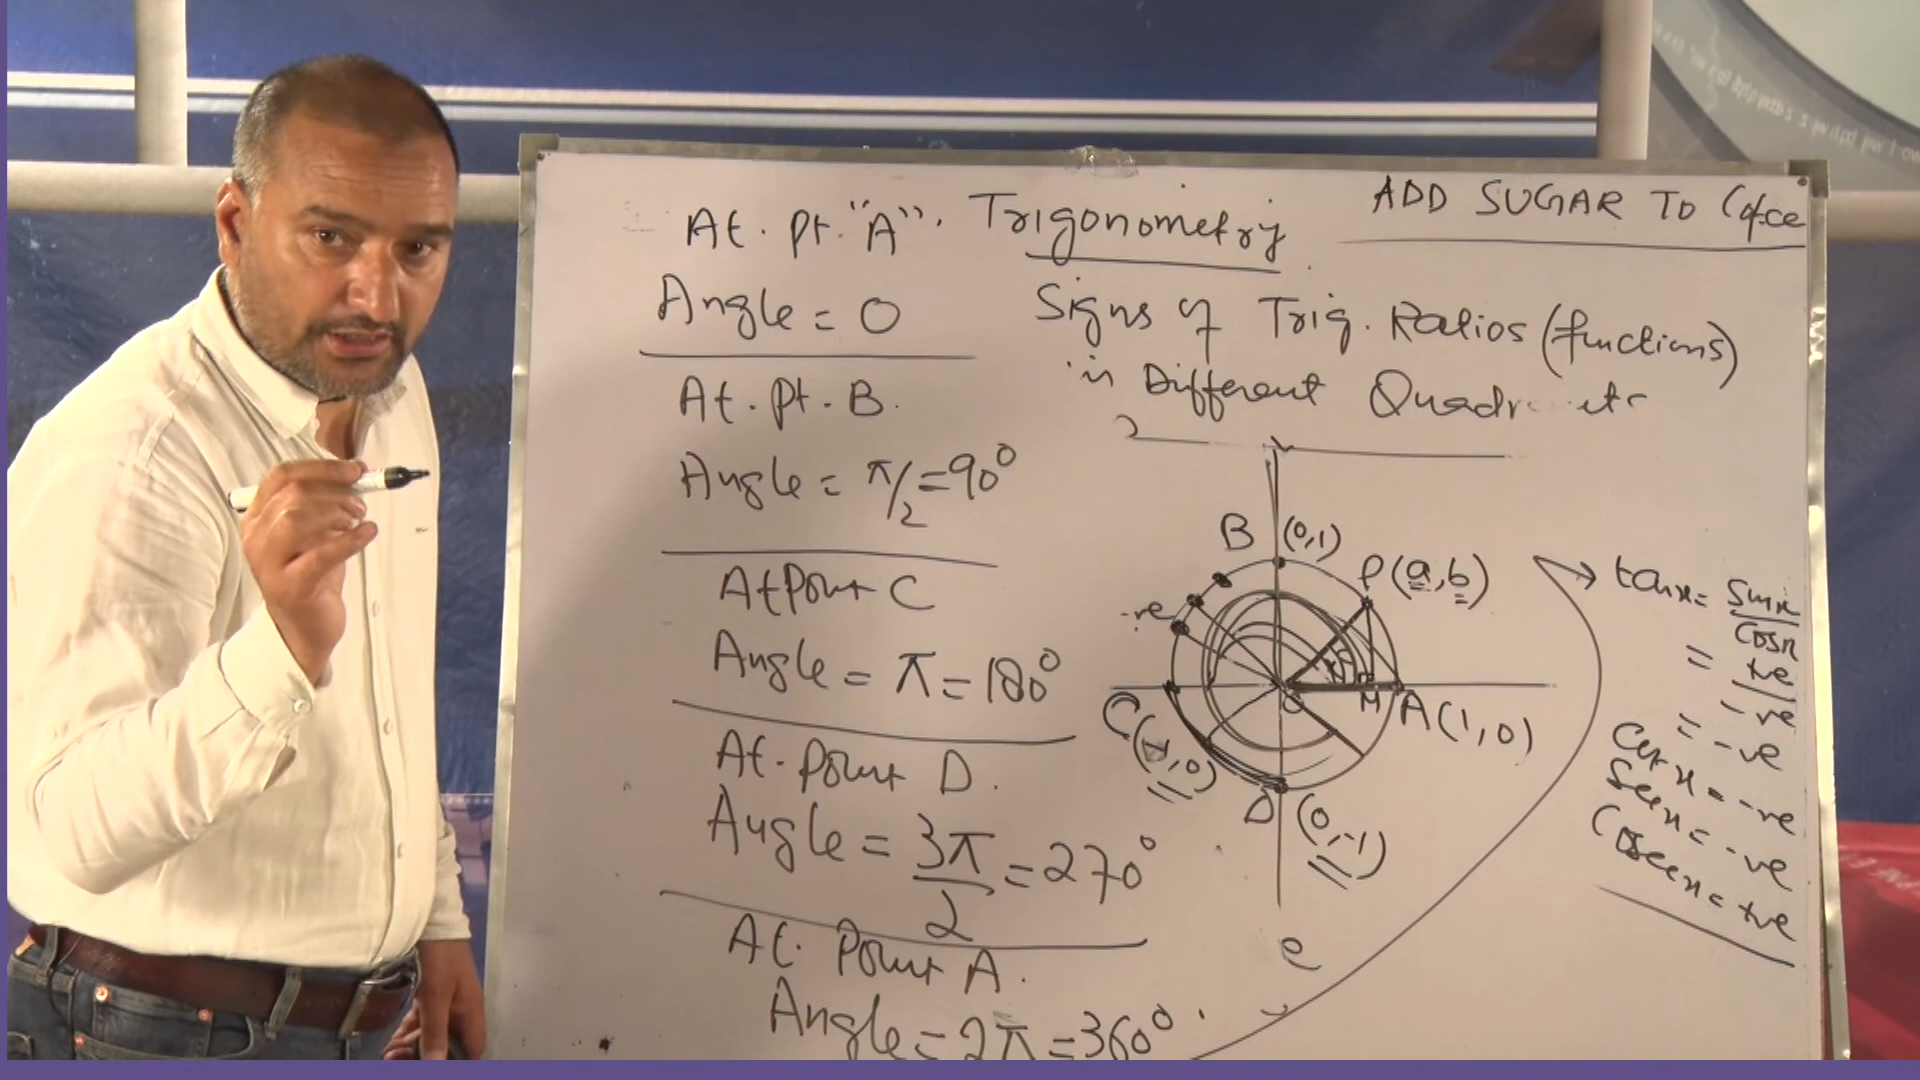 At. Pt. "A".
Angle = 0
At. Pt. B.
Angle = π/2 = 90°
At Point C
Angle = π = 180°
At. Point D.
Angle = 3π/2 = 270°
At. Point A.
Angle = 2π = 360°.
Trigonometry
ADD SUGAR TO
Signs of Trig. Ratios (functions)
in Different
B (0,1)
P(a,b)
-ve
O
M
A(1,0)
C(-1,0)
D (0,-1)
tanx = Sinx/Cosx
= +ve/-ve
= -ve
Cotx = -ve
Secx = -ve
Cosecx = +ve